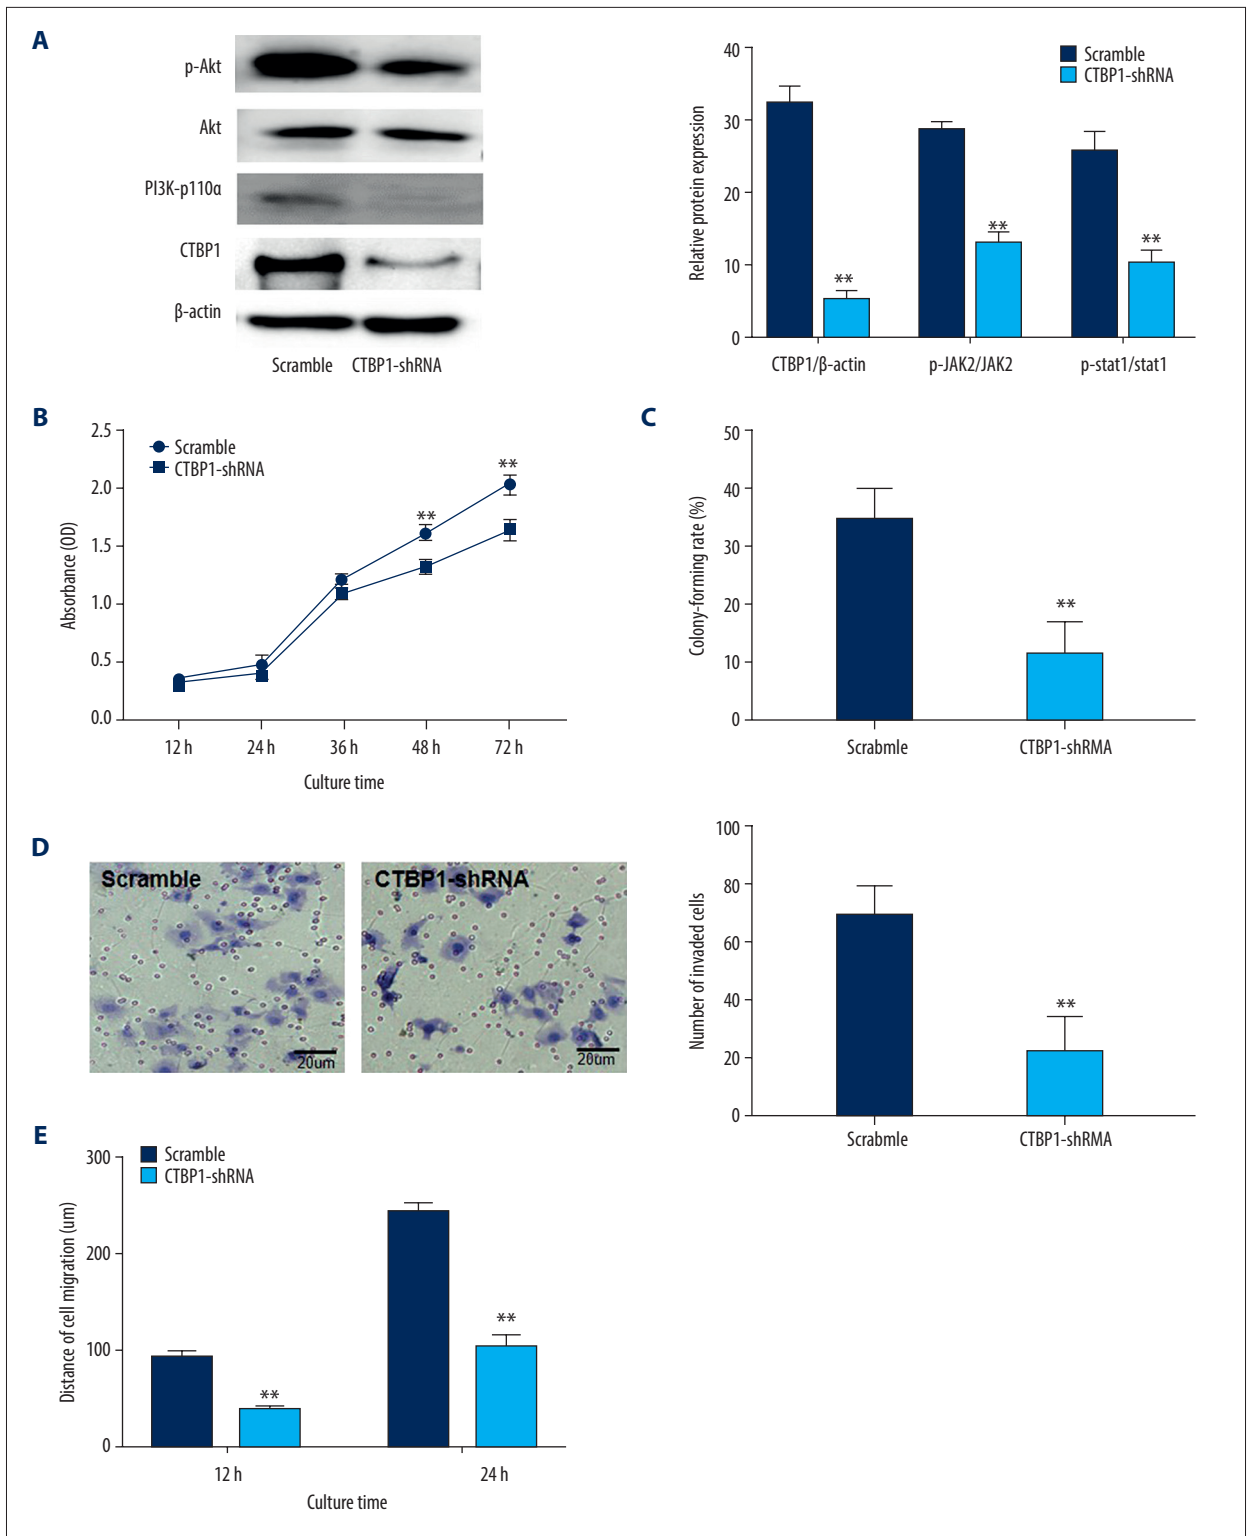 A
p-Akt
Akt
PI3K-p110α
CTBP1
β-actin
Scramble CTBP1-shRNA
Relative protein expression
40
30
20
10
0
Scramble
CTBP1-shRNA
**
**
**
CTBP1/β-actin p-JAK2/JAK2 p-stat1/stat1
B
Absorbance (OD)
2.5
2.0
1.5
1.0
0.5
0.0
Scramble
CTBP1-shRNA
**
**
12 h 24 h 36 h 48 h 72 h
Culture time
C
Colony-forming rate (%)
50
40
30
20
10
0
**
Scrabmle CTBP1-shRMA
D
Scramble
20um
CTBP1-shRNA
20um
Number of invaded cells
100
80
60
40
20
0
**
Scrabmle CTBP1-shRMA
E
Distance of cell migration (um)
300
200
100
0
Scramble
CTBP1-shRNA
**
**
12 h 24 h
Culture time